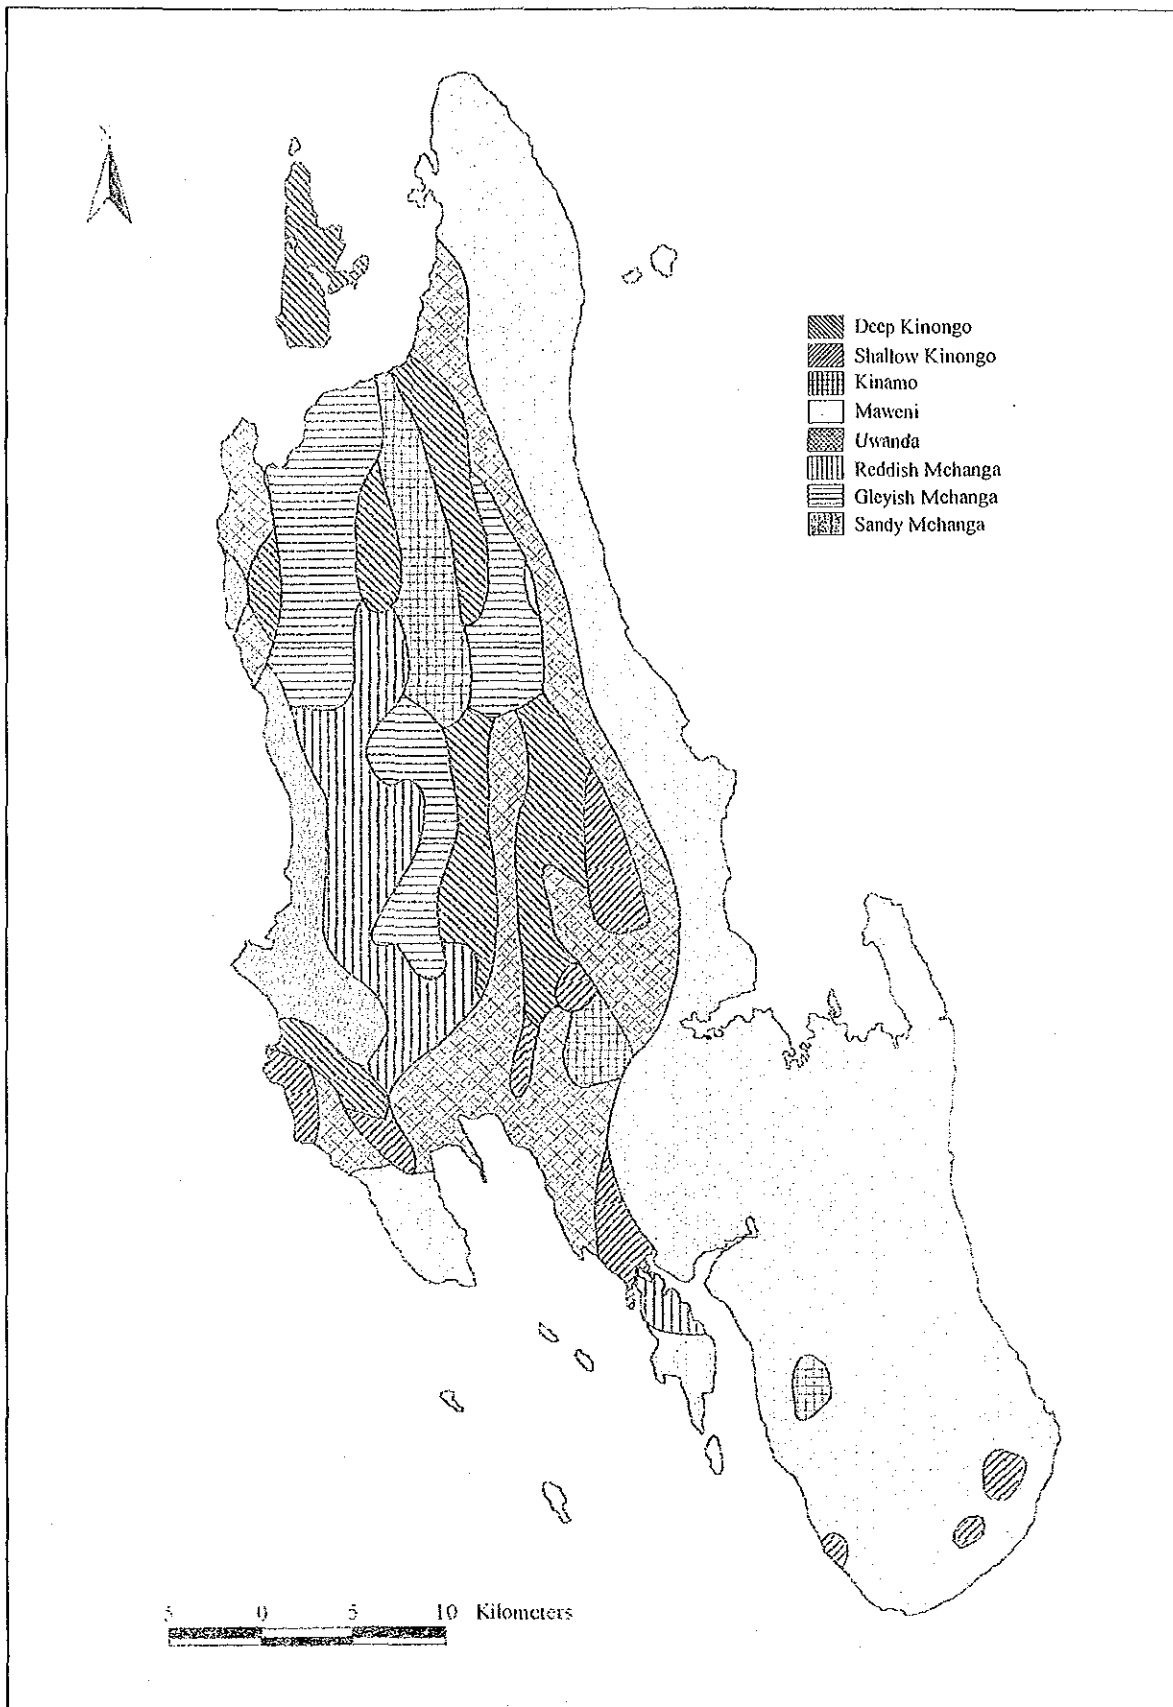 Deep Kinongo
Shallow Kinongo
Kinamo
Maweni
Uwanda
Reddish Mchanga
Gleyish Mchanga
Sandy Mchanga
5 0 5 10 Kilometers